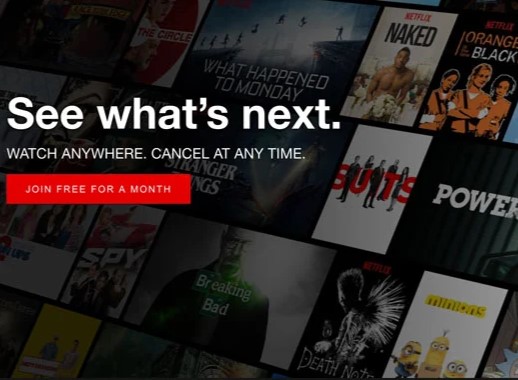 THE CIRCLE
NETFLIX
WHAT HAPPENED
TO MONDAY
NETFLIX
NAKED
ORANGE
BLACK
See what's next.
WATCH ANYWHERE. CANCEL AT ANY TIME.
STRANGER
THINGS
JOIN FREE FOR A MONTH
SUITS
POWER
UPS
SPY
Breaking
Bad
NETFLIX
DEATH NOTE
minions